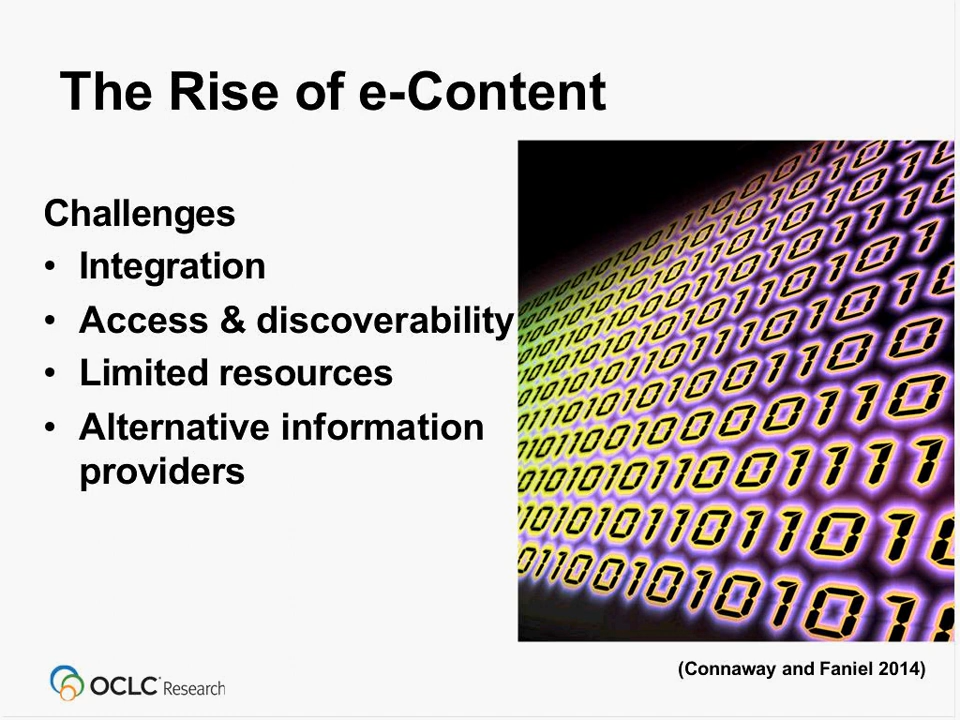 The Rise of e-Content
Challenges
• Integration
• Access & discoverability
• Limited resources
• Alternative information
providers
(Connaway and Faniel 2014)
OCLC Research